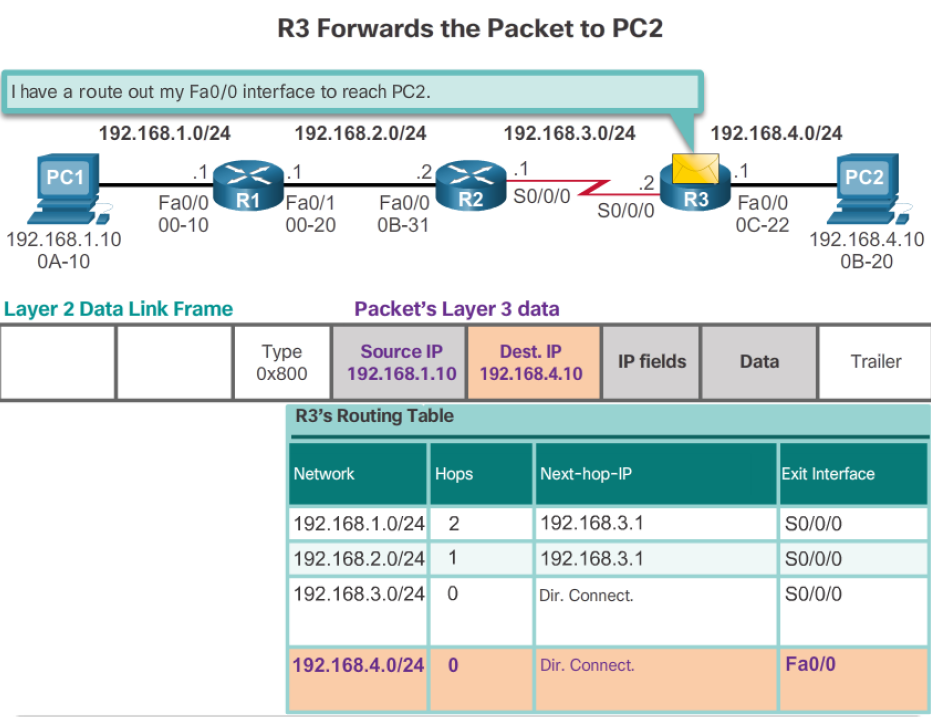 R3 Forwards the Packet to PC2
I have a route out my Fa0/0 interface to reach PC2.
192.168.1.0/24 192.168.2.0/24 192.168.3.0/24 192.168.4.0/24
PC1 .1 R1 .1 .2 R2 .1 .2 R3 .1 PC2
Fa0/0 Fa0/1 Fa0/0 S0/0/0 S0/0/0 Fa0/0
00-10 00-20 0B-31 0C-22
192.168.1.10 192.168.4.10
0A-10 0B-20
Layer 2 Data Link Frame Packet's Layer 3 data
Type
0x800
Source IP
192.168.1.10
Dest. IP
192.168.4.10
IP fields
Data
Trailer
R3's Routing Table
Network Hops Next-hop-IP Exit Interface
192.168.1.0/24 2 192.168.3.1 S0/0/0
192.168.2.0/24 1 192.168.3.1 S0/0/0
192.168.3.0/24 0 Dir. Connect. S0/0/0
192.168.4.0/24 0 Dir. Connect. Fa0/0